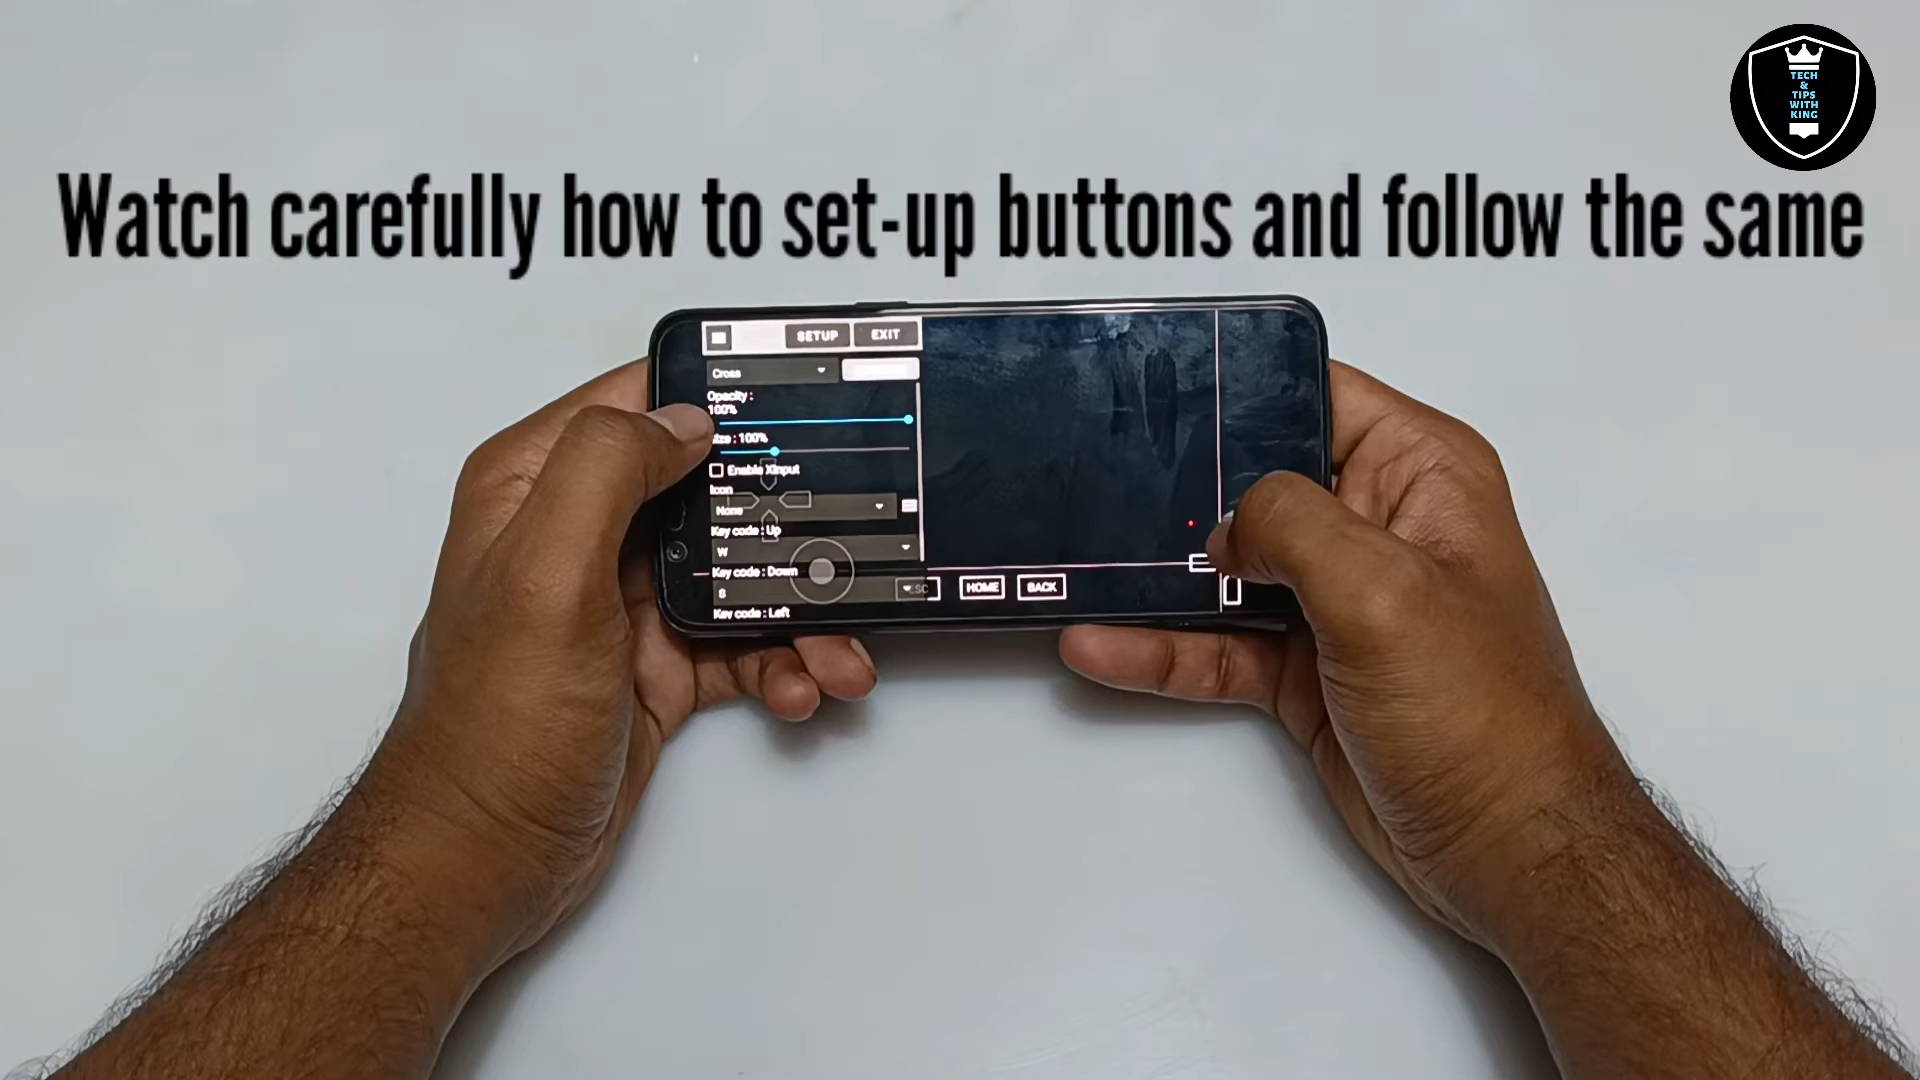 TECH
&
TIPS
WITH
KING
Watch carefully how to set-up buttons and follow the same
SETUP EXIT
Cross
Opacity :
100%
Size : 100%
Enable XInput
Icon
None
Key code : Up
W
Key code : Down
S
Key code : Left
ESC HOME BACK